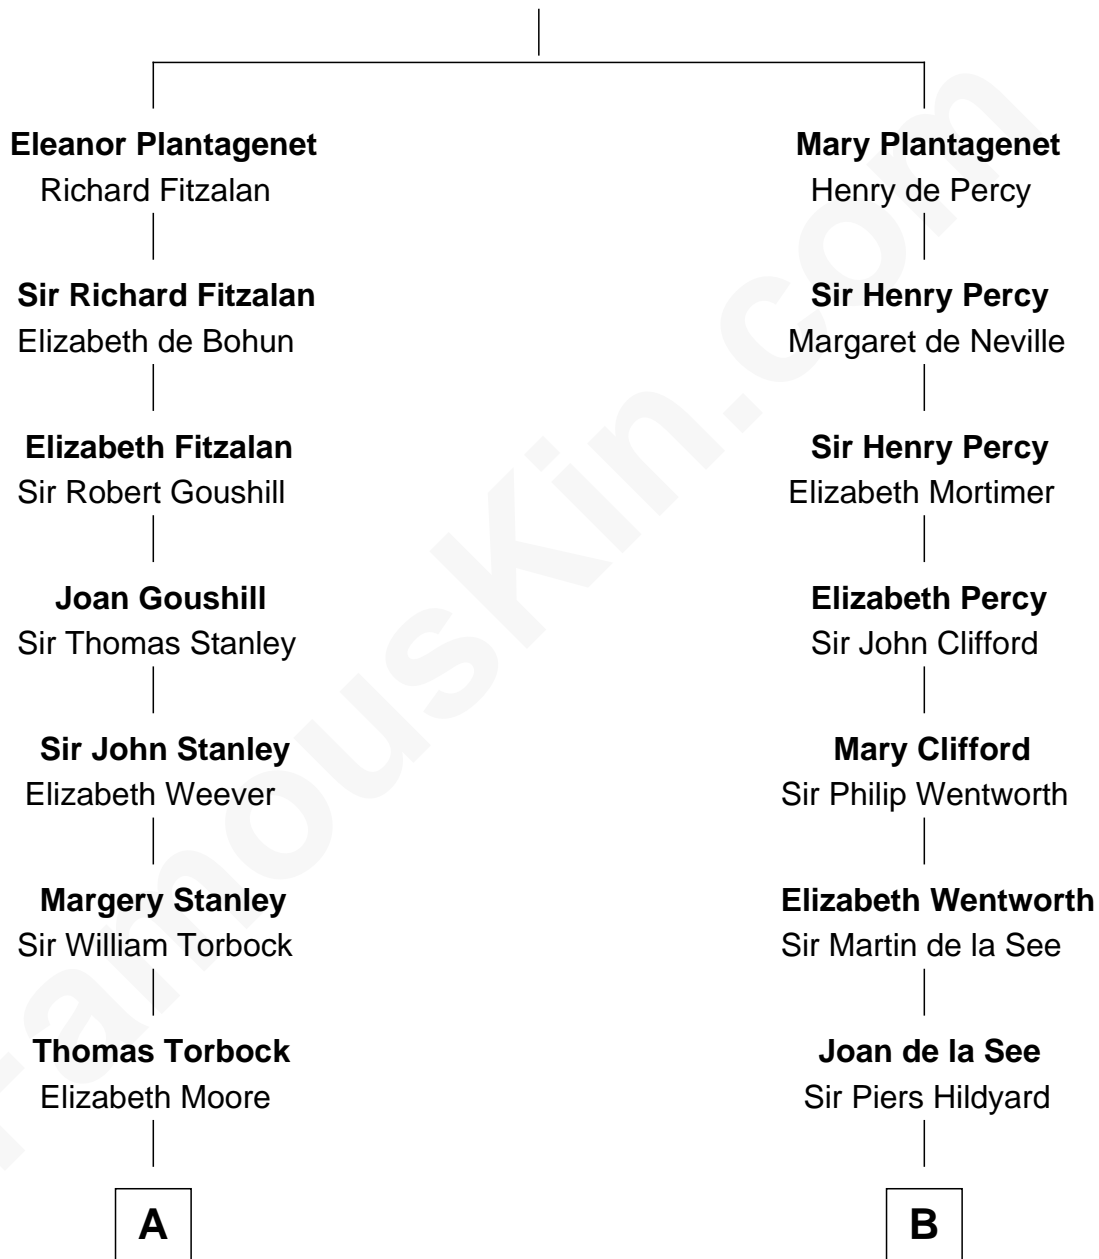 Eleanor Plantagenet
Richard Fitzalan
Sir Richard Fitzalan
Elizabeth de Bohun
Elizabeth Fitzalan
Sir Robert Goushill
Joan Goushill
Sir Thomas Stanley
Sir John Stanley
Elizabeth Weever
Margery Stanley
Sir William Torbock
Thomas Torbock
Elizabeth Moore
A
Mary Plantagenet
Henry de Percy
Sir Henry Percy
Margaret de Neville
Sir Henry Percy
Elizabeth Mortimer
Elizabeth Percy
Sir John Clifford
Mary Clifford
Sir Philip Wentworth
Elizabeth Wentworth
Sir Martin de la See
Joan de la See
Sir Piers Hildyard
B
FamousKin.com